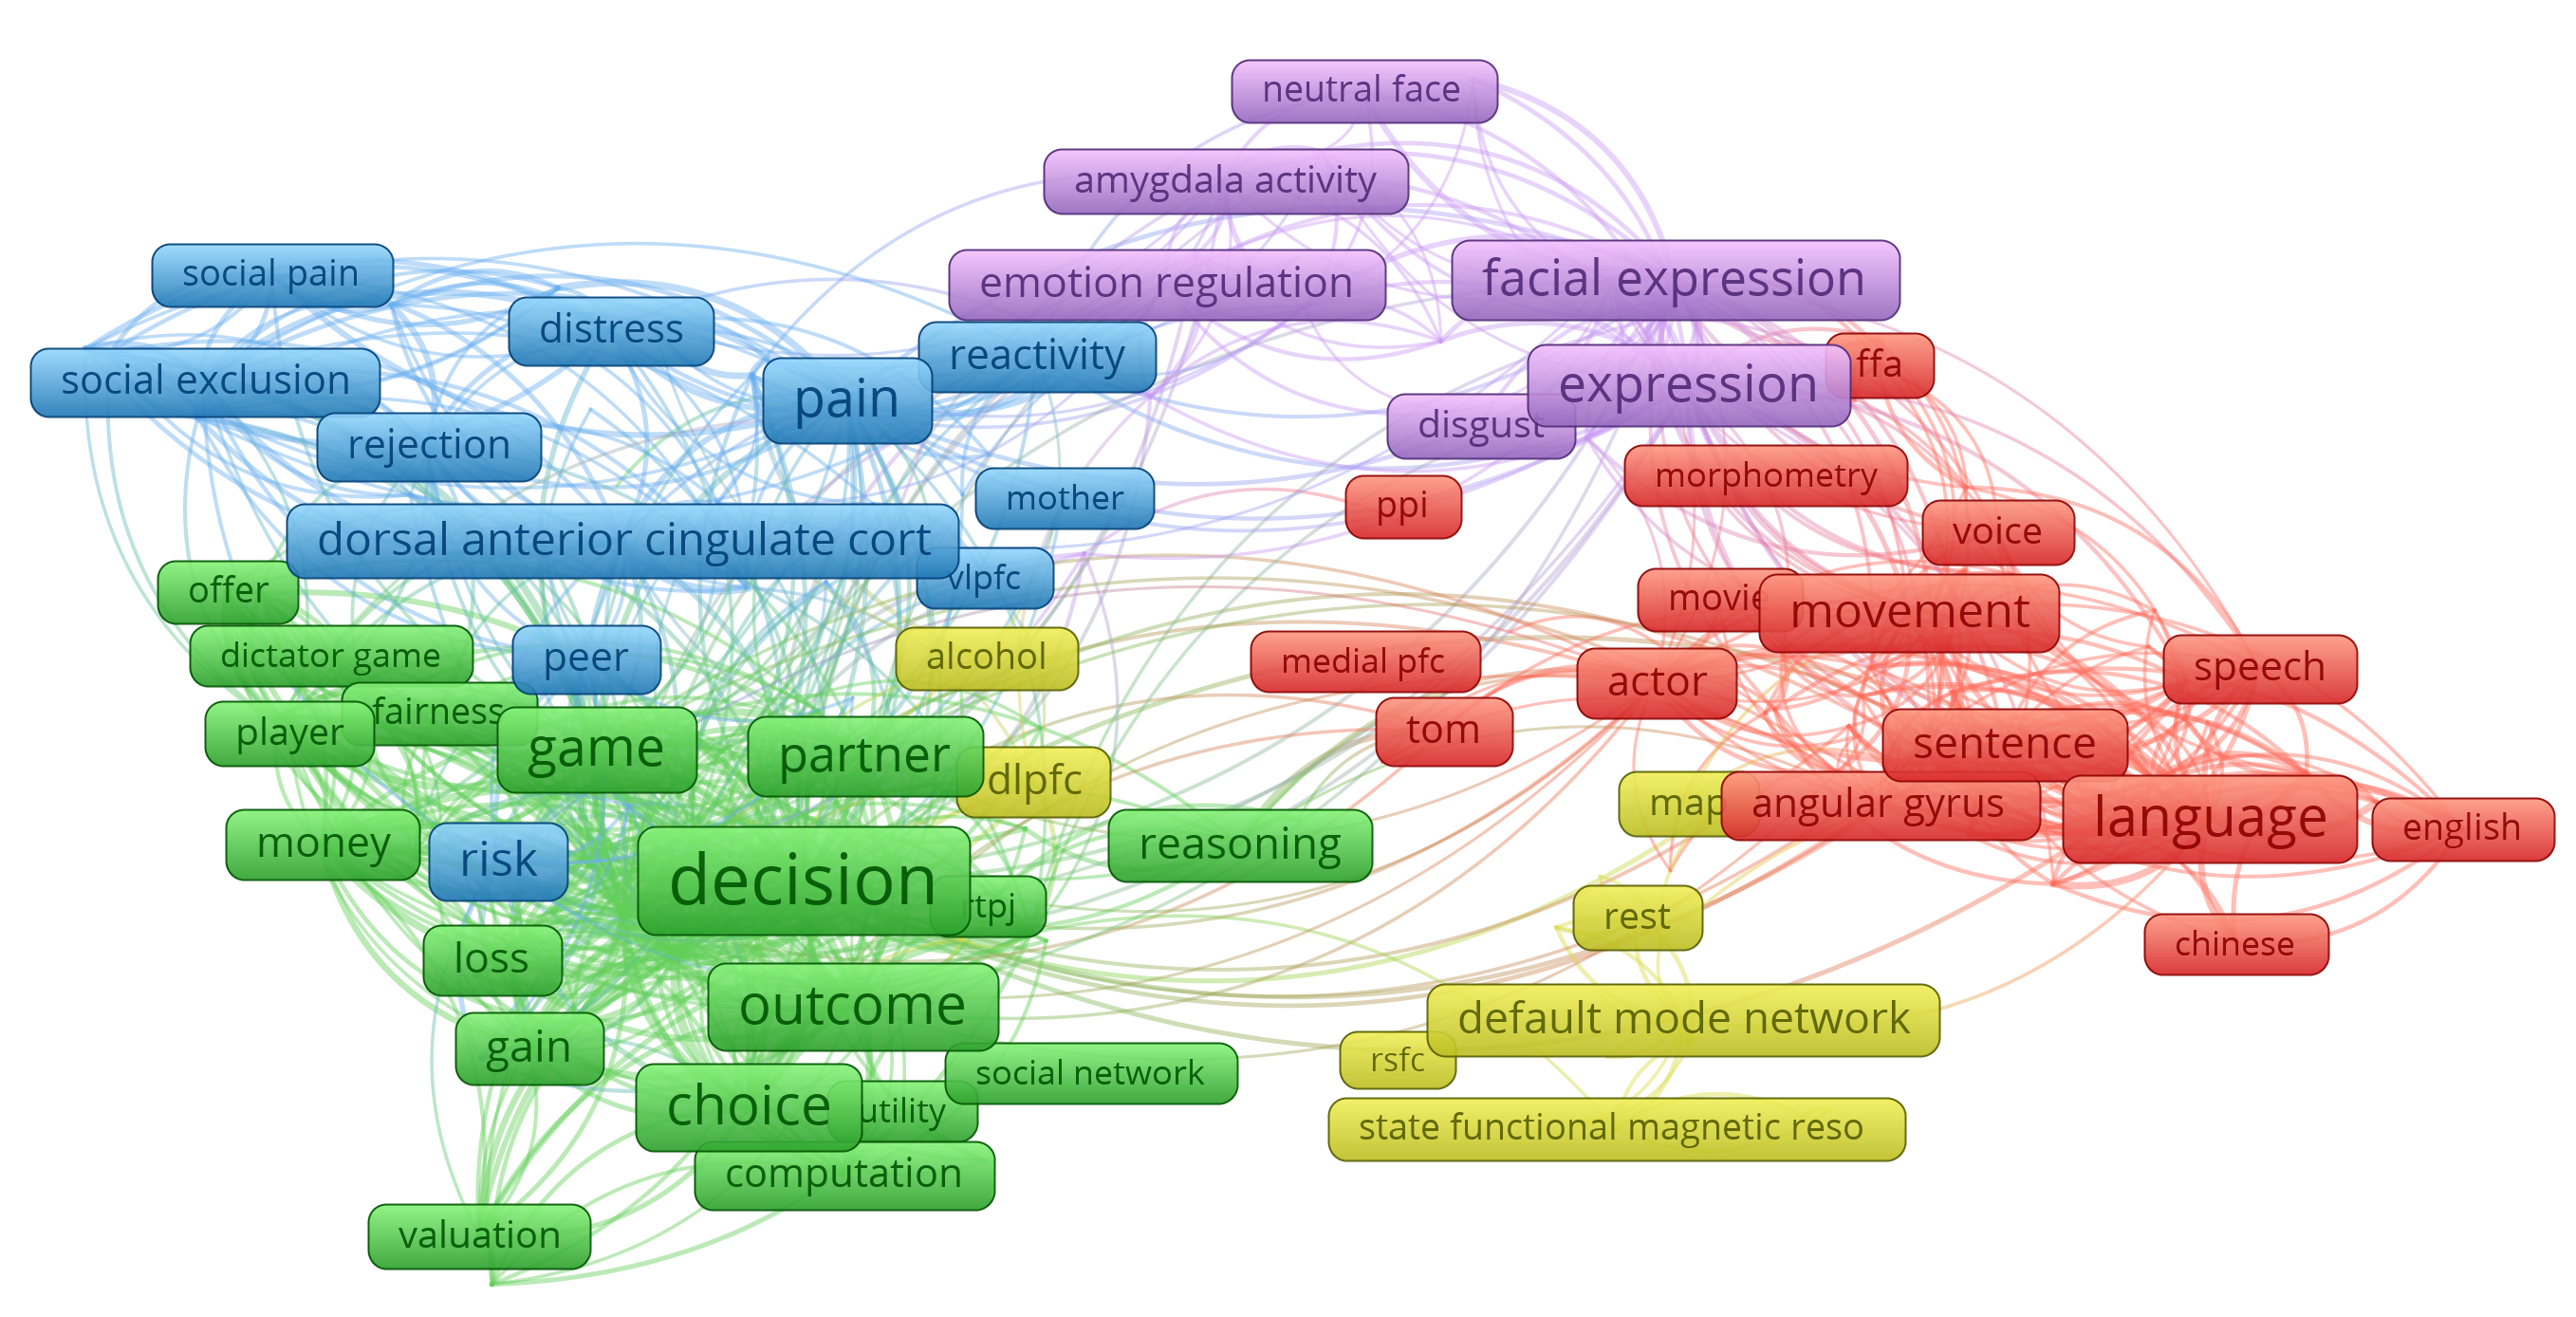 neutral face
amygdala activity
social pain
emotion regulation
facial expression
distress
reactivity
ffa
social exclusion
pain
expression
disgust
rejection
morphometry
mother
ppi
voice
dorsal anterior cingulate cort
vlpfc
offer
movie
movement
dictator game
peer
alcohol
medial pfc
actor
speech
fairness
player
game
partner
tom
sentence
dlpfc
map
angular gyrus
language
english
money
risk
reasoning
decision
rtpj
rest
chinese
loss
outcome
default mode network
gain
rsfc
social network
choice
utility
state functional magnetic reso
computation
valuation